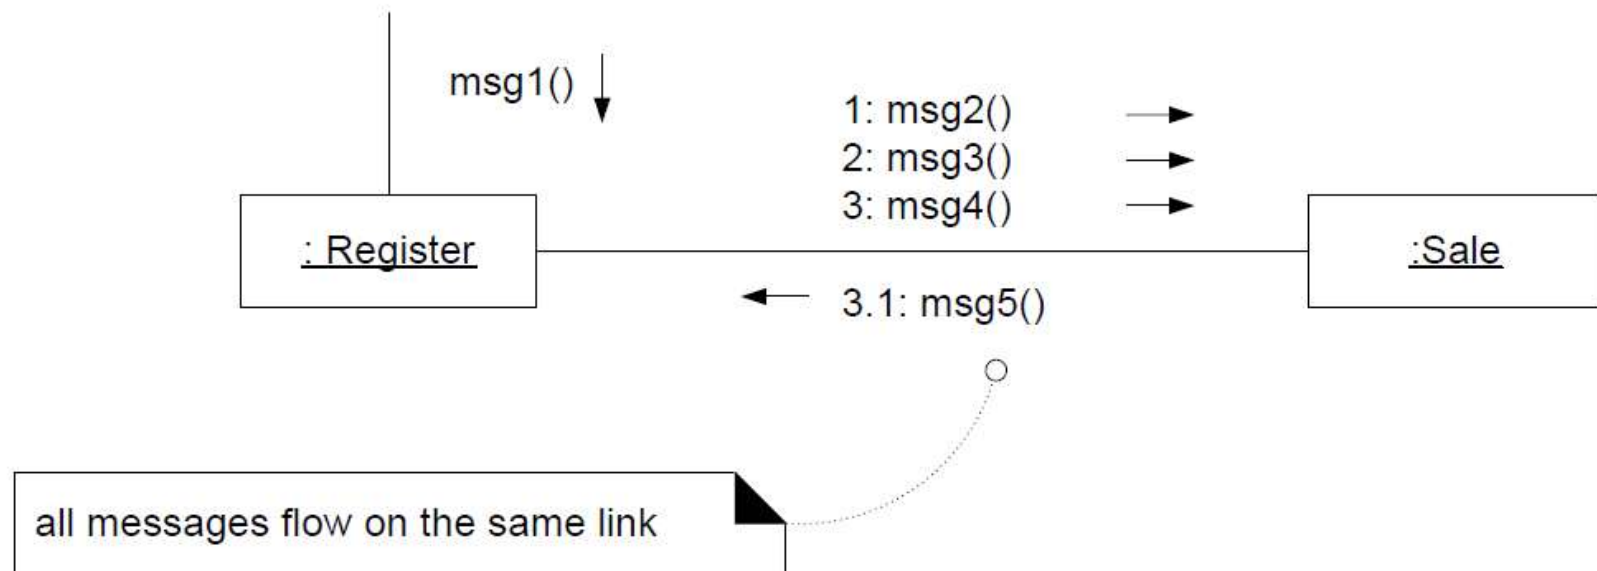 msg1()
1: msg2()
2: msg3()
3: msg4()
: Register
:Sale
3.1: msg5()
all messages flow on the same link